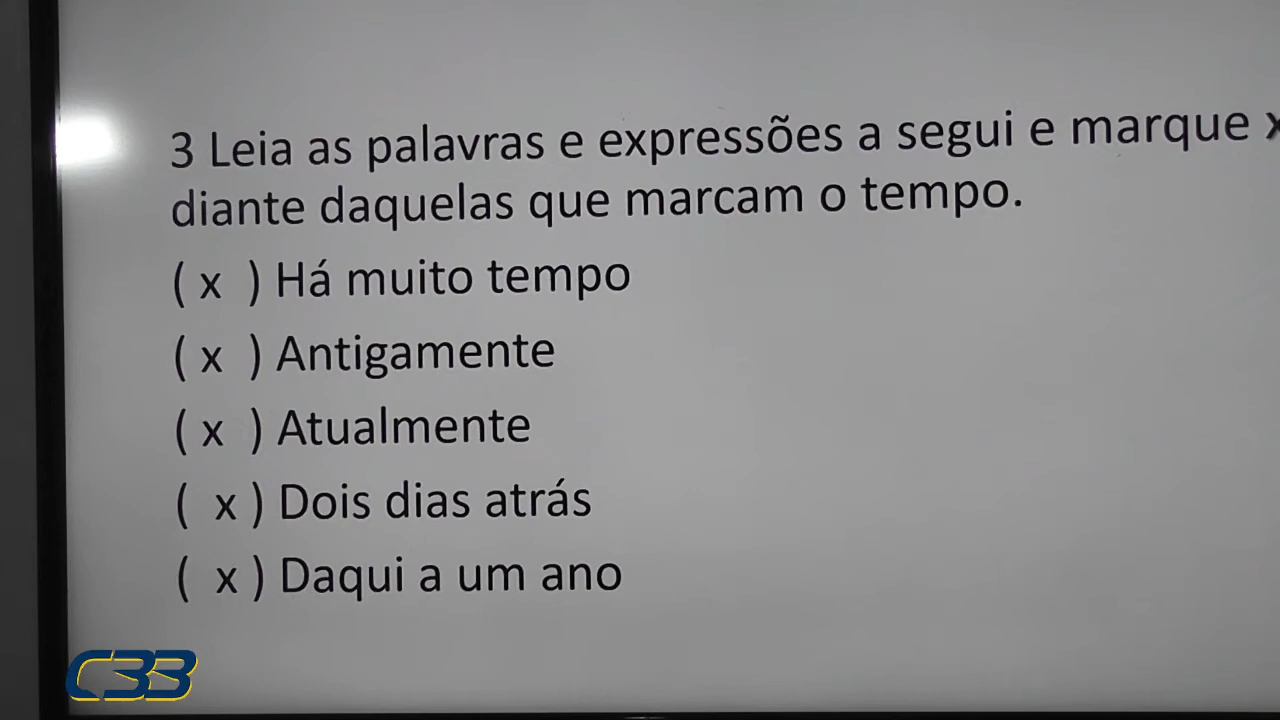 3 Leia as palavras e expressões a segui e marque x
diante daquelas que marcam o tempo.
( x ) Há muito tempo
( x ) Antigamente
( x ) Atualmente
( x ) Dois dias atrás
( x ) Daqui a um ano
C33